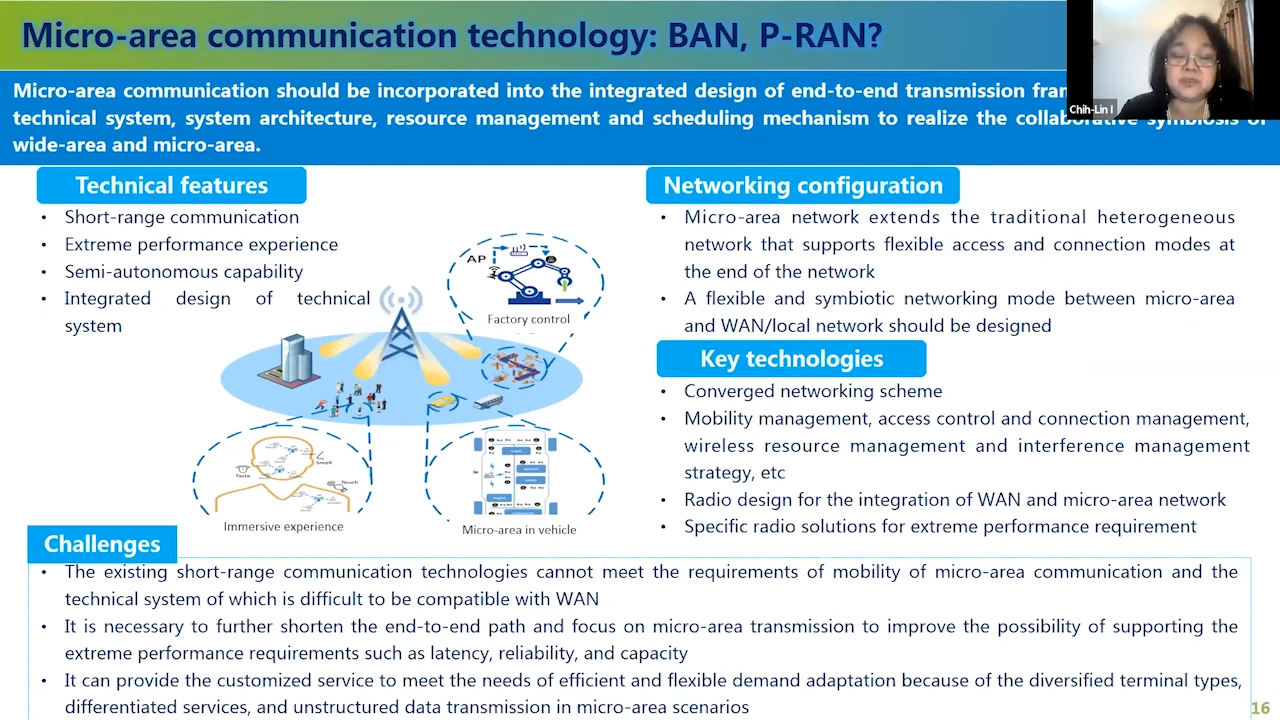 Micro-area communication technology: BAN, P-RAN?
Chih-Lin I
Micro-area communication should be incorporated into the integrated design of end-to-end transmission
technical system, system architecture, resource management and scheduling mechanism to realize the collaborative symbiosis of
wide-area and micro-area.
Technical features
• Short-range communication
• Extreme performance experience
• Semi-autonomous capability
• Integrated design of technical
system
AP
Factory control
Taste
Smell
Touch
Immersive experience
Micro-area in vehicle
Networking configuration
• Micro-area network extends the traditional heterogeneous
network that supports flexible access and connection modes at
the end of the network
• A flexible and symbiotic networking mode between micro-area
and WAN/local network should be designed
Key technologies
• Converged networking scheme
• Mobility management, access control and connection management,
wireless resource management and interference management
strategy, etc
• Radio design for the integration of WAN and micro-area network
• Specific radio solutions for extreme performance requirement
Challenges
• The existing short-range communication technologies cannot meet the requirements of mobility of micro-area communication and the
technical system of which is difficult to be compatible with WAN
• It is necessary to further shorten the end-to-end path and focus on micro-area transmission to improve the possibility of supporting the
extreme performance requirements such as latency, reliability, and capacity
• It can provide the customized service to meet the needs of efficient and flexible demand adaptation because of the diversified terminal types,
differentiated services, and unstructured data transmission in micro-area scenarios
16